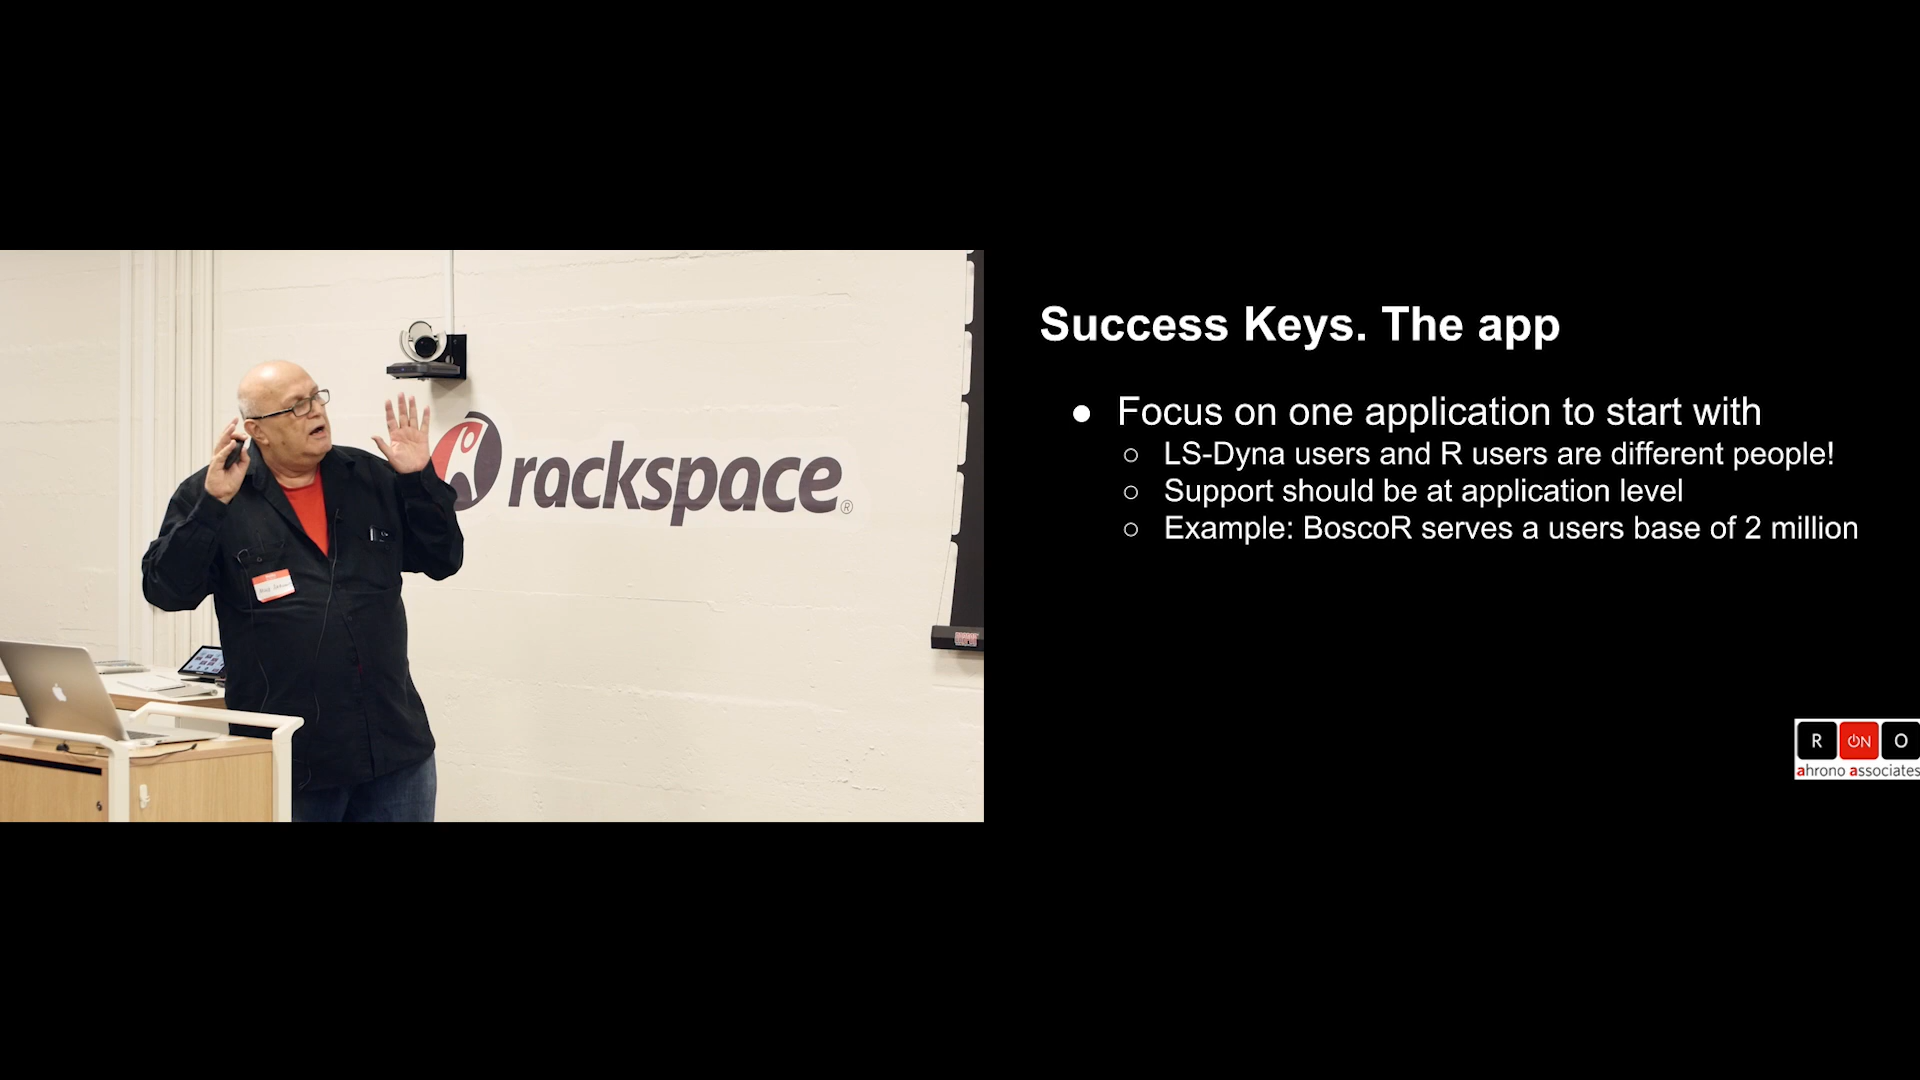 rackspace®
Success Keys. The app
● Focus on one application to start with
○ LS-Dyna users and R users are different people!
○ Support should be at application level
○ Example: BoscoR serves a users base of 2 million
R ON O
ahrono associates